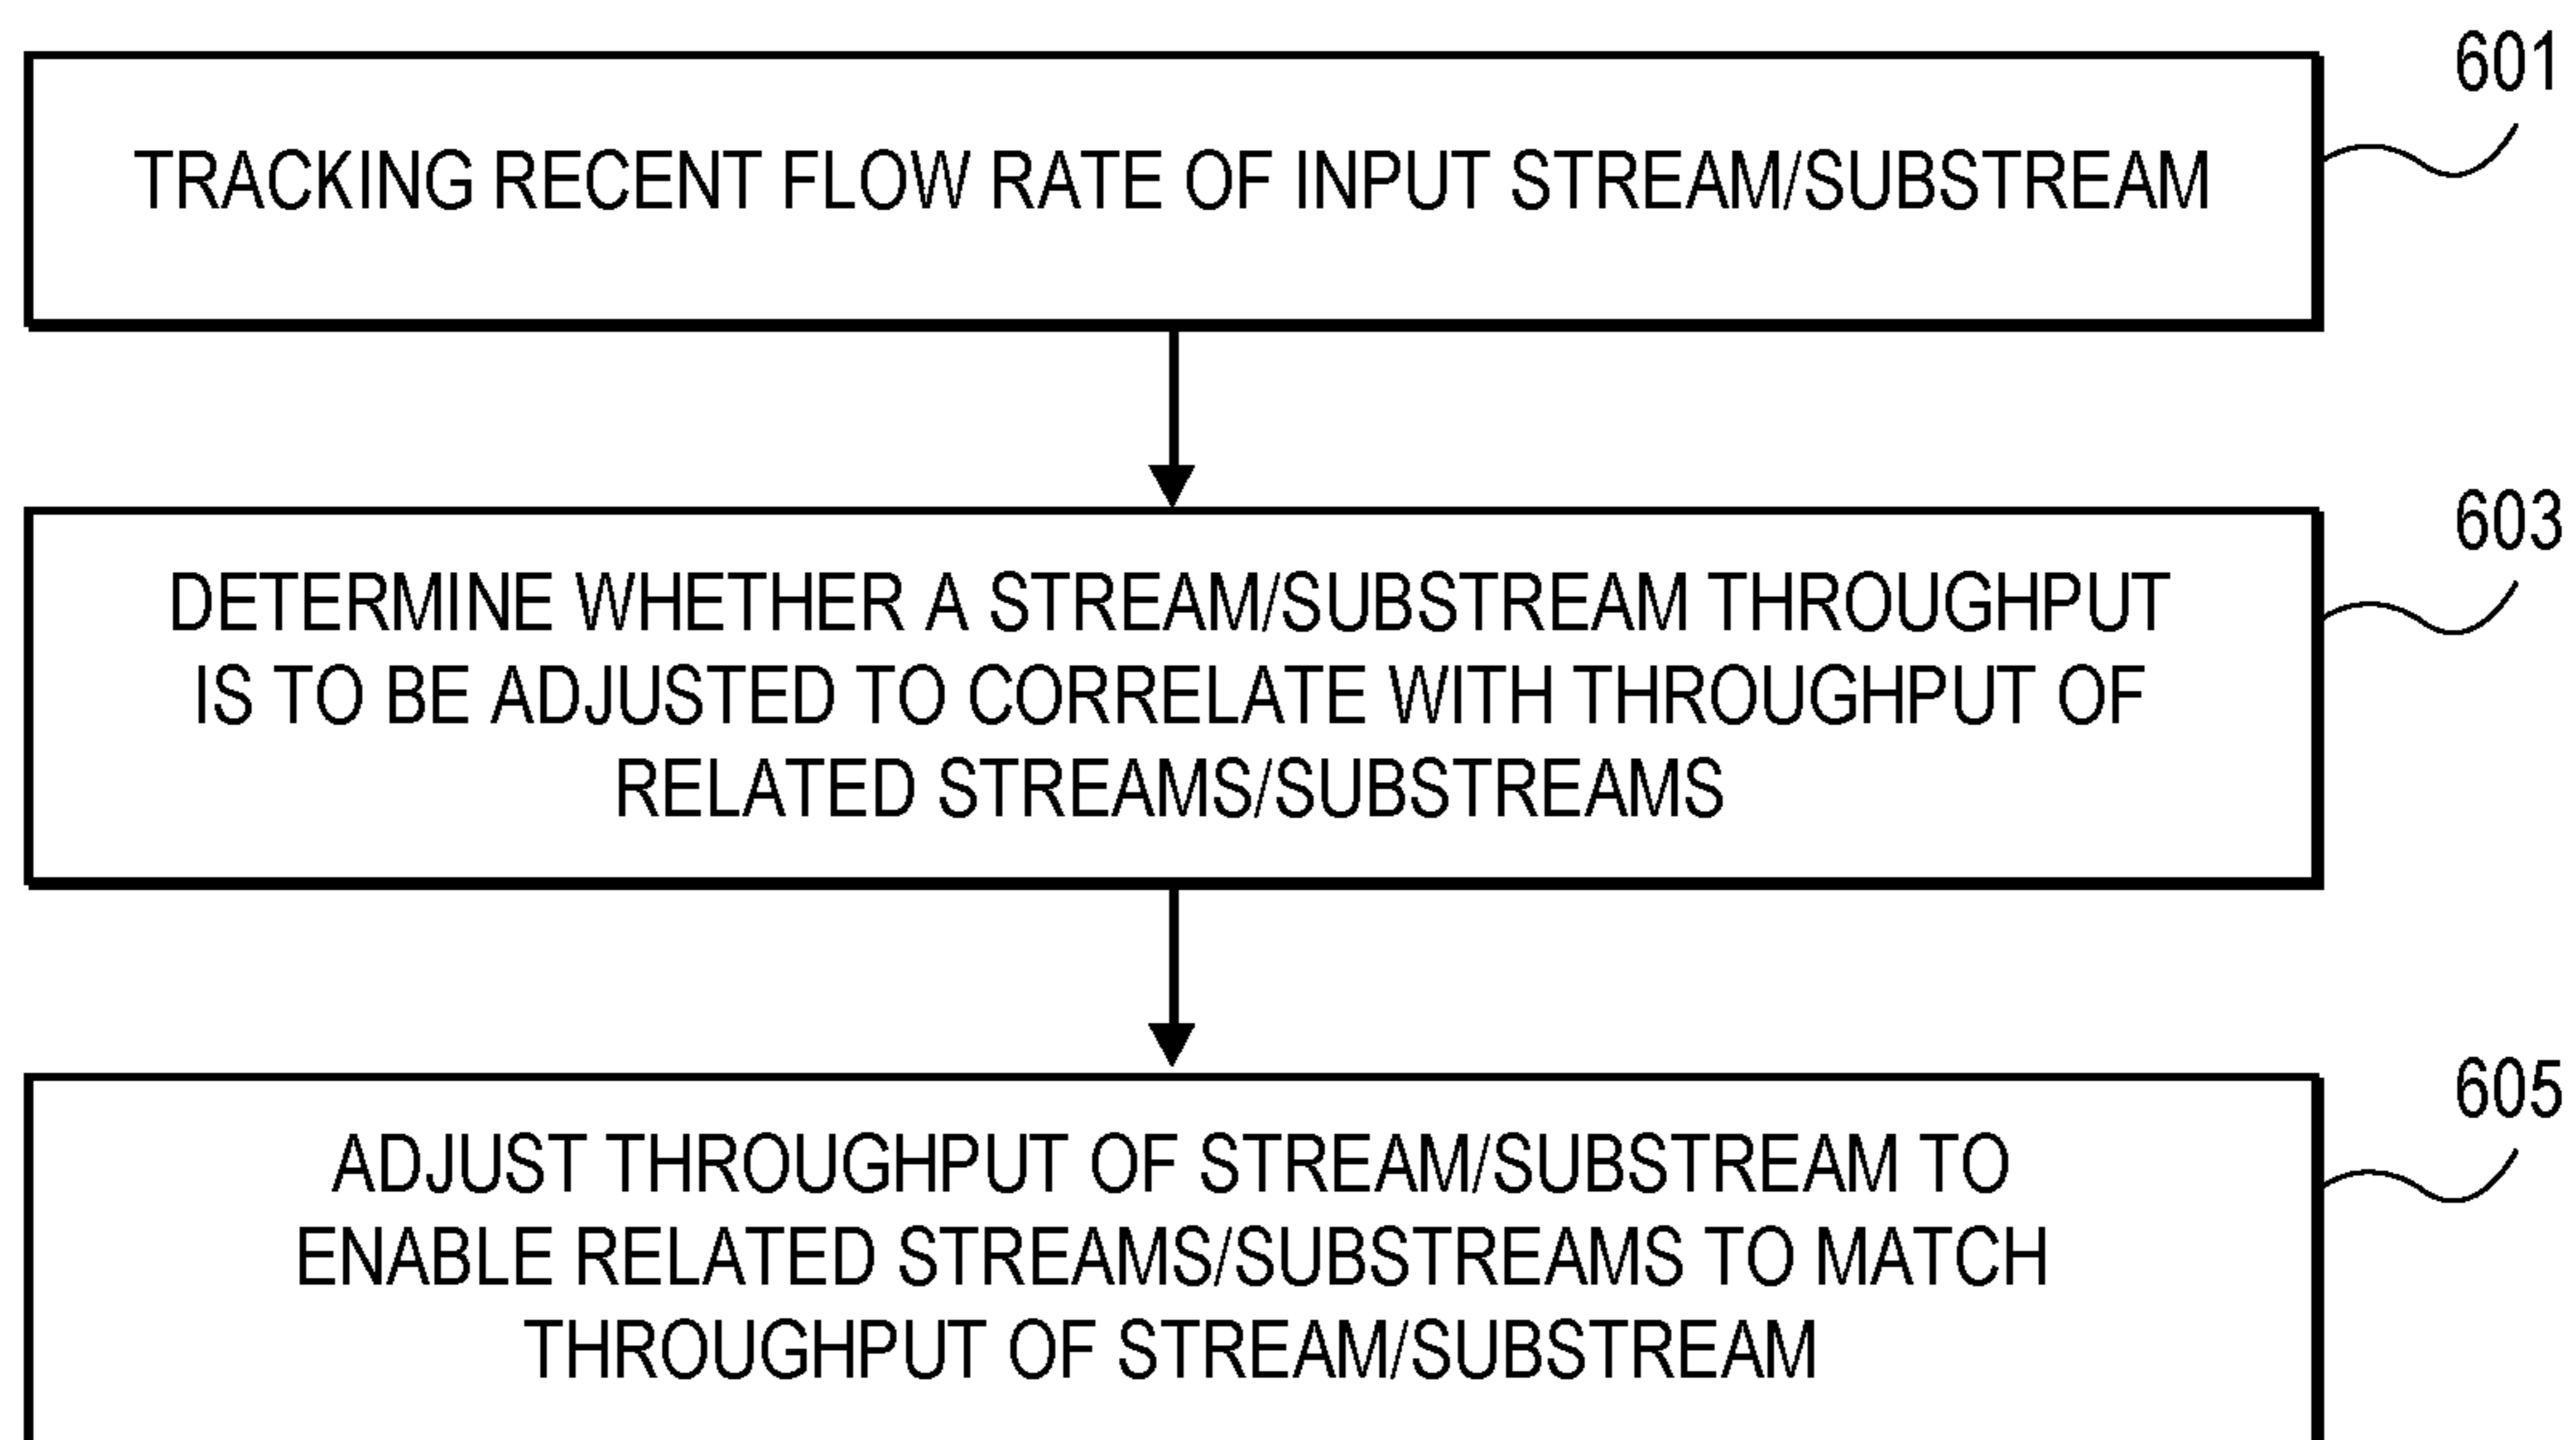 601
TRACKING RECENT FLOW RATE OF INPUT STREAM/SUBSTREAM
603
DETERMINE WHETHER A STREAM/SUBSTREAM THROUGHPUT
IS TO BE ADJUSTED TO CORRELATE WITH THROUGHPUT OF
RELATED STREAMS/SUBSTREAMS
605
ADJUST THROUGHPUT OF STREAM/SUBSTREAM TO
ENABLE RELATED STREAMS/SUBSTREAMS TO MATCH
THROUGHPUT OF STREAM/SUBSTREAM